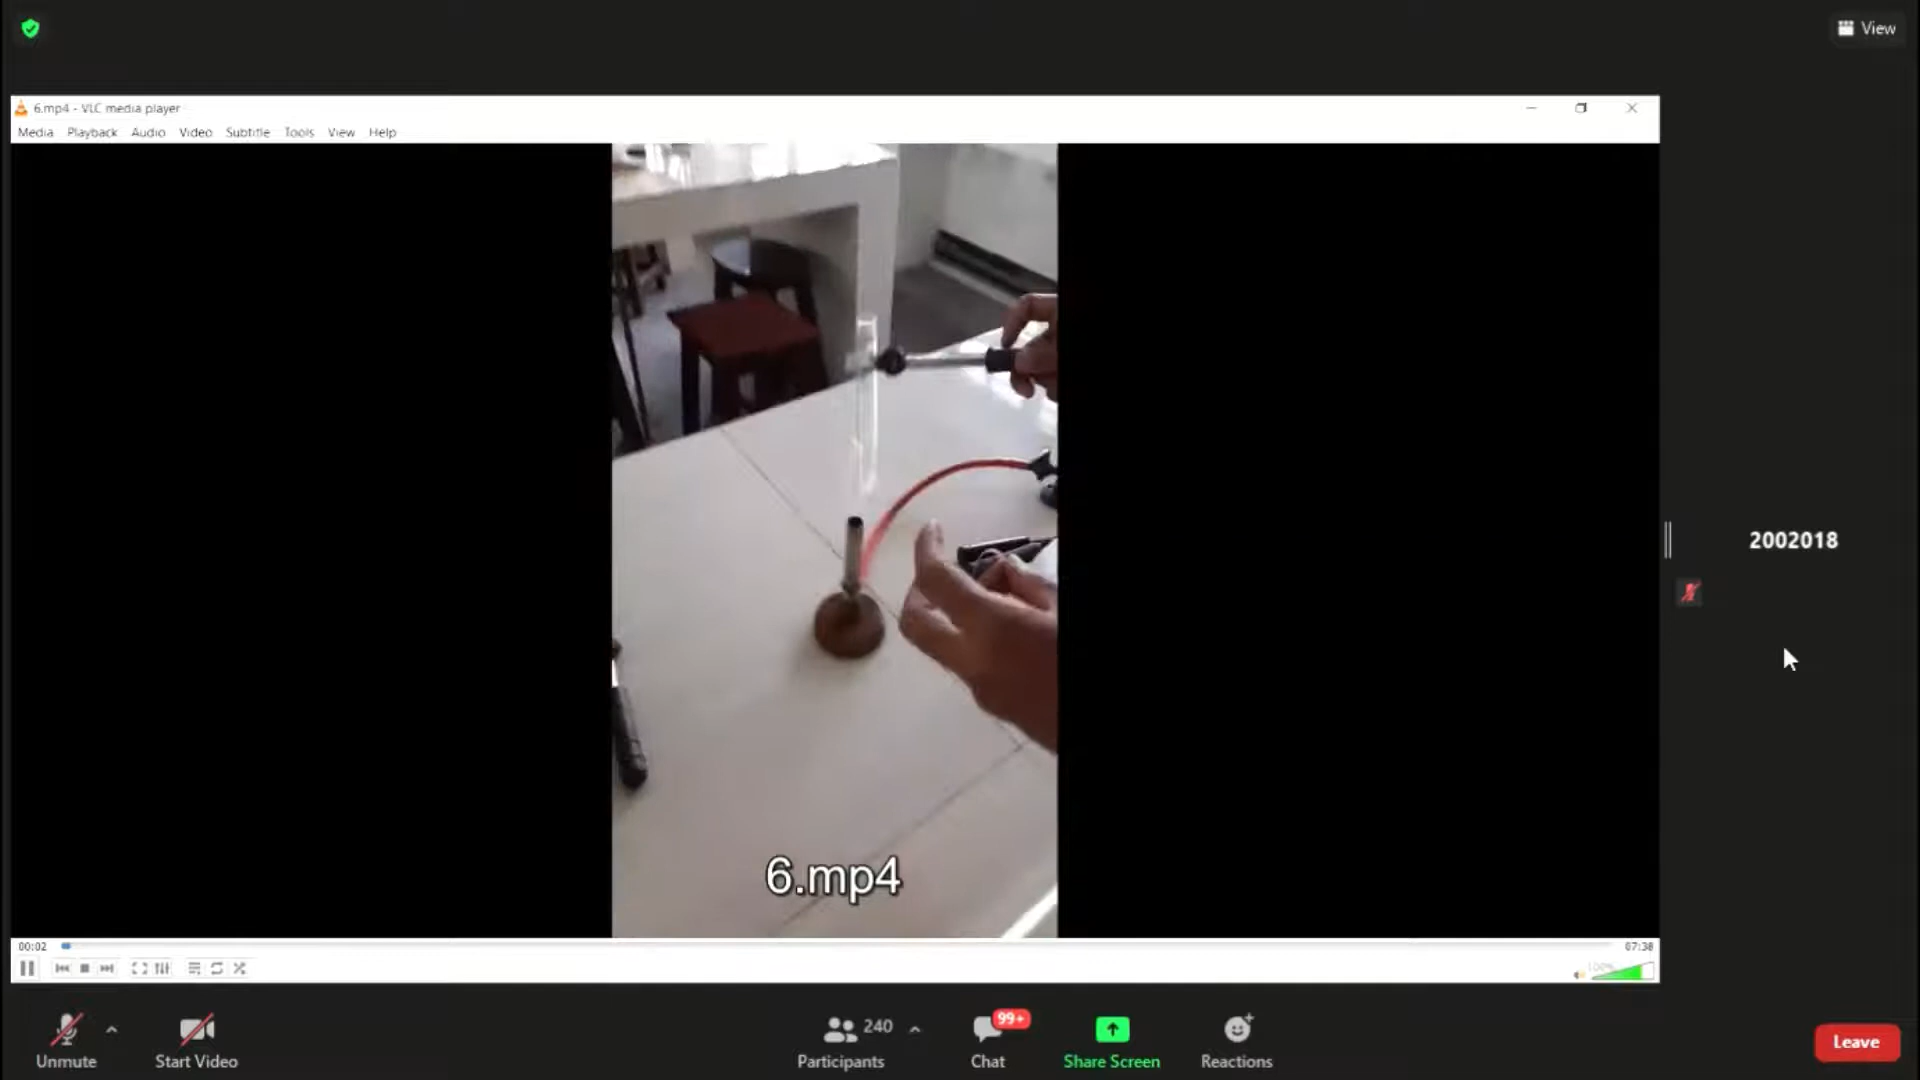 View
6.mp4 - VLC media player
Media Playback Audio Video Subtitle Tools View Help
2002018
6.mp4
00:02
07:38
100%
240
99+
Unmute
Start Video
Participants
Chat
Share Screen
Reactions
Leave